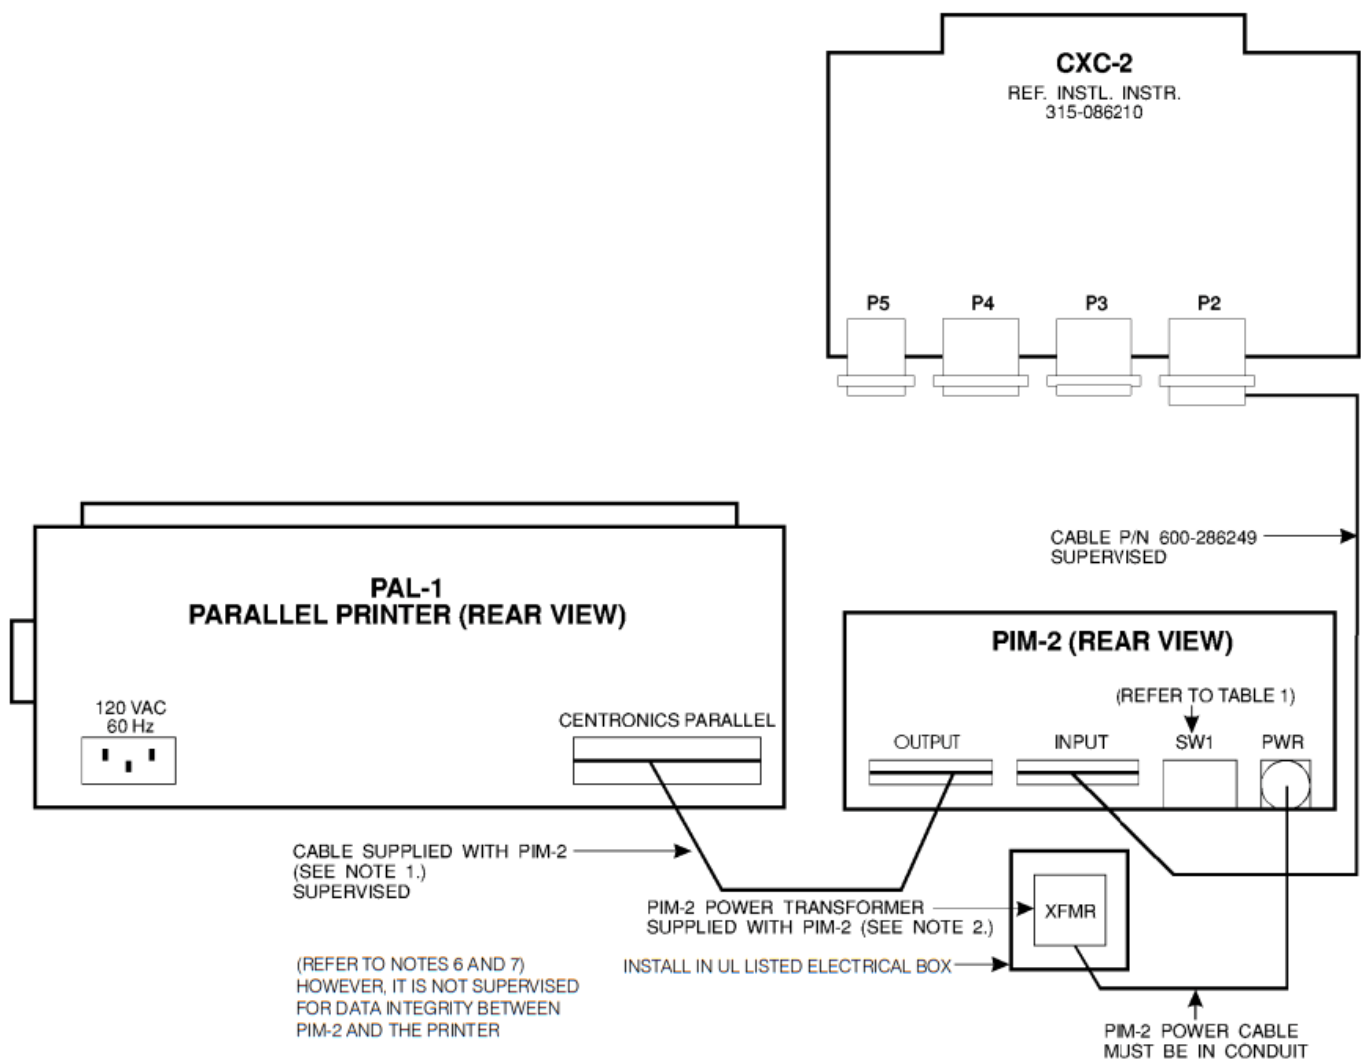 CXC-2
REF. INSTL. INSTR.
315-086210
P5
P4
P3
P2
CABLE P/N 600-286249
SUPERVISED
PAL-1
PARALLEL PRINTER (REAR VIEW)
120 VAC
60 Hz
CENTRONICS PARALLEL
PIM-2 (REAR VIEW)
(REFER TO TABLE 1)
OUTPUT
INPUT
SW1
PWR
CABLE SUPPLIED WITH PIM-2
(SEE NOTE 1.)
SUPERVISED
PIM-2 POWER TRANSFORMER
SUPPLIED WITH PIM-2 (SEE NOTE 2.)
XFMR
(REFER TO NOTES 6 AND 7)
HOWEVER, IT IS NOT SUPERVISED
FOR DATA INTEGRITY BETWEEN
PIM-2 AND THE PRINTER
INSTALL IN UL LISTED ELECTRICAL BOX
PIM-2 POWER CABLE
MUST BE IN CONDUIT